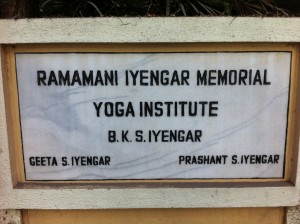 RAMAMANI IYENGAR MEMORIAL
YOGA INSTITUTE
B.K.S.IYENGAR
GEETA S.IYENGAR PRASHANT S.IYENGAR